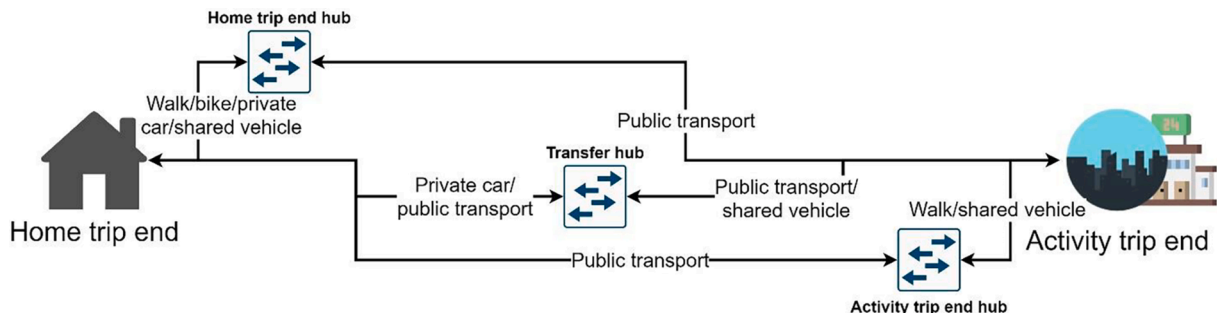 Home trip end hub
Walk/bike/private
car/shared vehicle
Public transport
24
Transfer hub
Private car/
public transport
Public transport/
shared vehicle
Walk/shared vehicle
Home trip end
Activity trip end
Public transport
Activity trip end hub